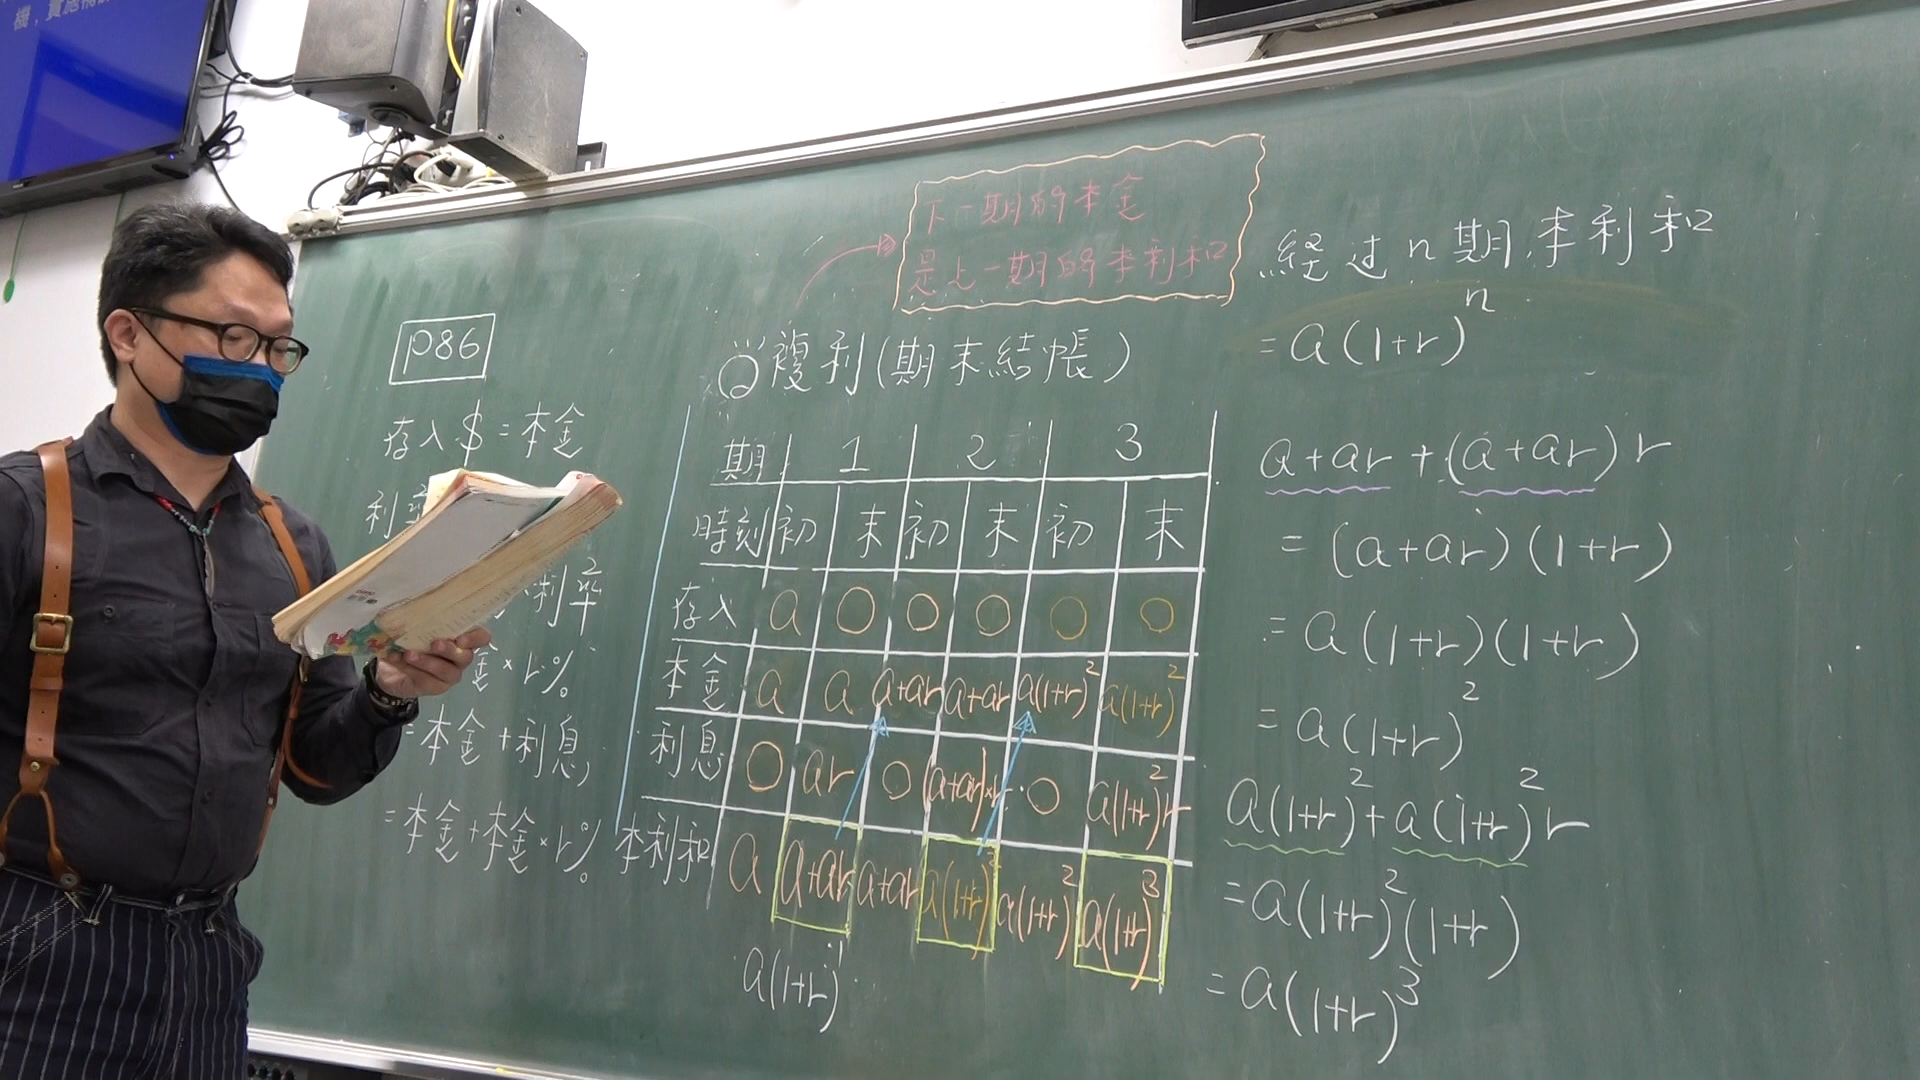 P86
存入$=本金
利率
利率
金×r%
=本金+利息
=本金+本金×r%
下一期的本金
是上一期的本利和
複利(期末結帳)
期 1 2 3
時刻 初 末 初 末 初 末
存入 a 0 0 0 0 0
本金 a a a+ar a+ar a(1+r)² a(1+r)²
利息 0 ar 0 (a+ar)×r 0 a(1+r)²r
本利和 a a+ar a+ar a(1+r)² a(1+r)² a(1+r)³
a(1+r)¹
經过n期,本利和
=a(1+r)ⁿ
a+ar+(a+ar)r
=(a+ar)(1+r)
=a(1+r)(1+r)
=a(1+r)²
a(1+r)²+a(1+r)²r
=a(1+r)²(1+r)
=a(1+r)³